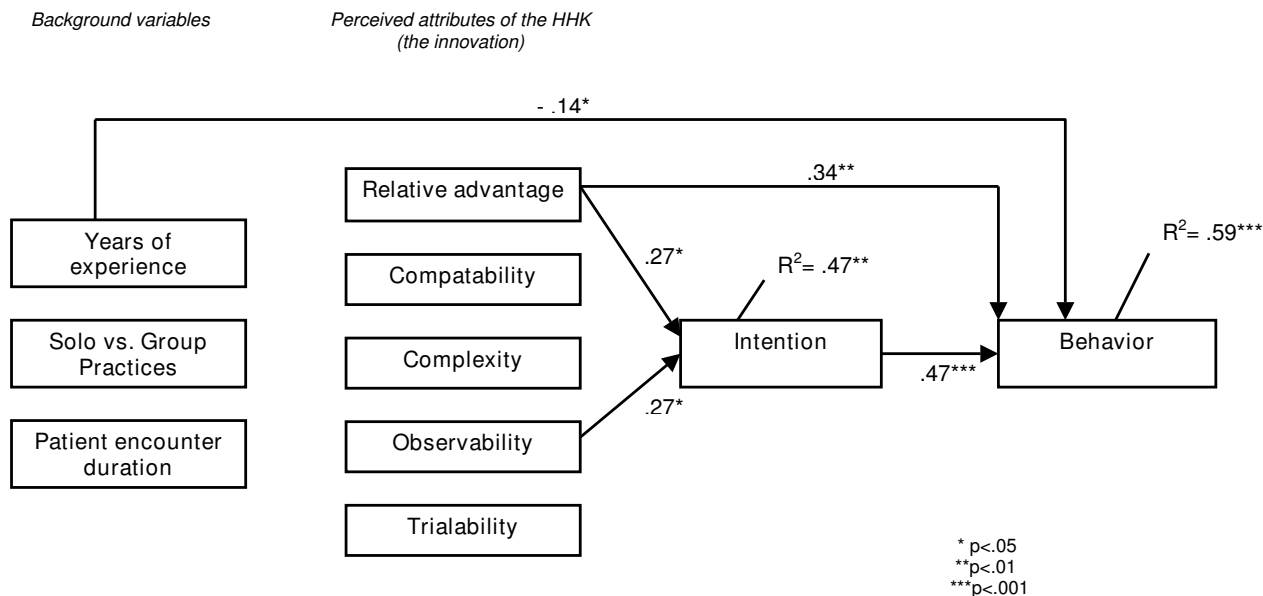 Background variables
Perceived attributes of the HHK
(the innovation)
- .14*
Relative advantage
.34**
Years of
experience
R²= .59***
.27*
R²= .47**
Compatability
Solo vs. Group
Practices
Complexity
Intention
Behavior
.47***
.27*
Patient encounter
duration
Observability
Trialability
* p<.05
**p<.01
***p<.001